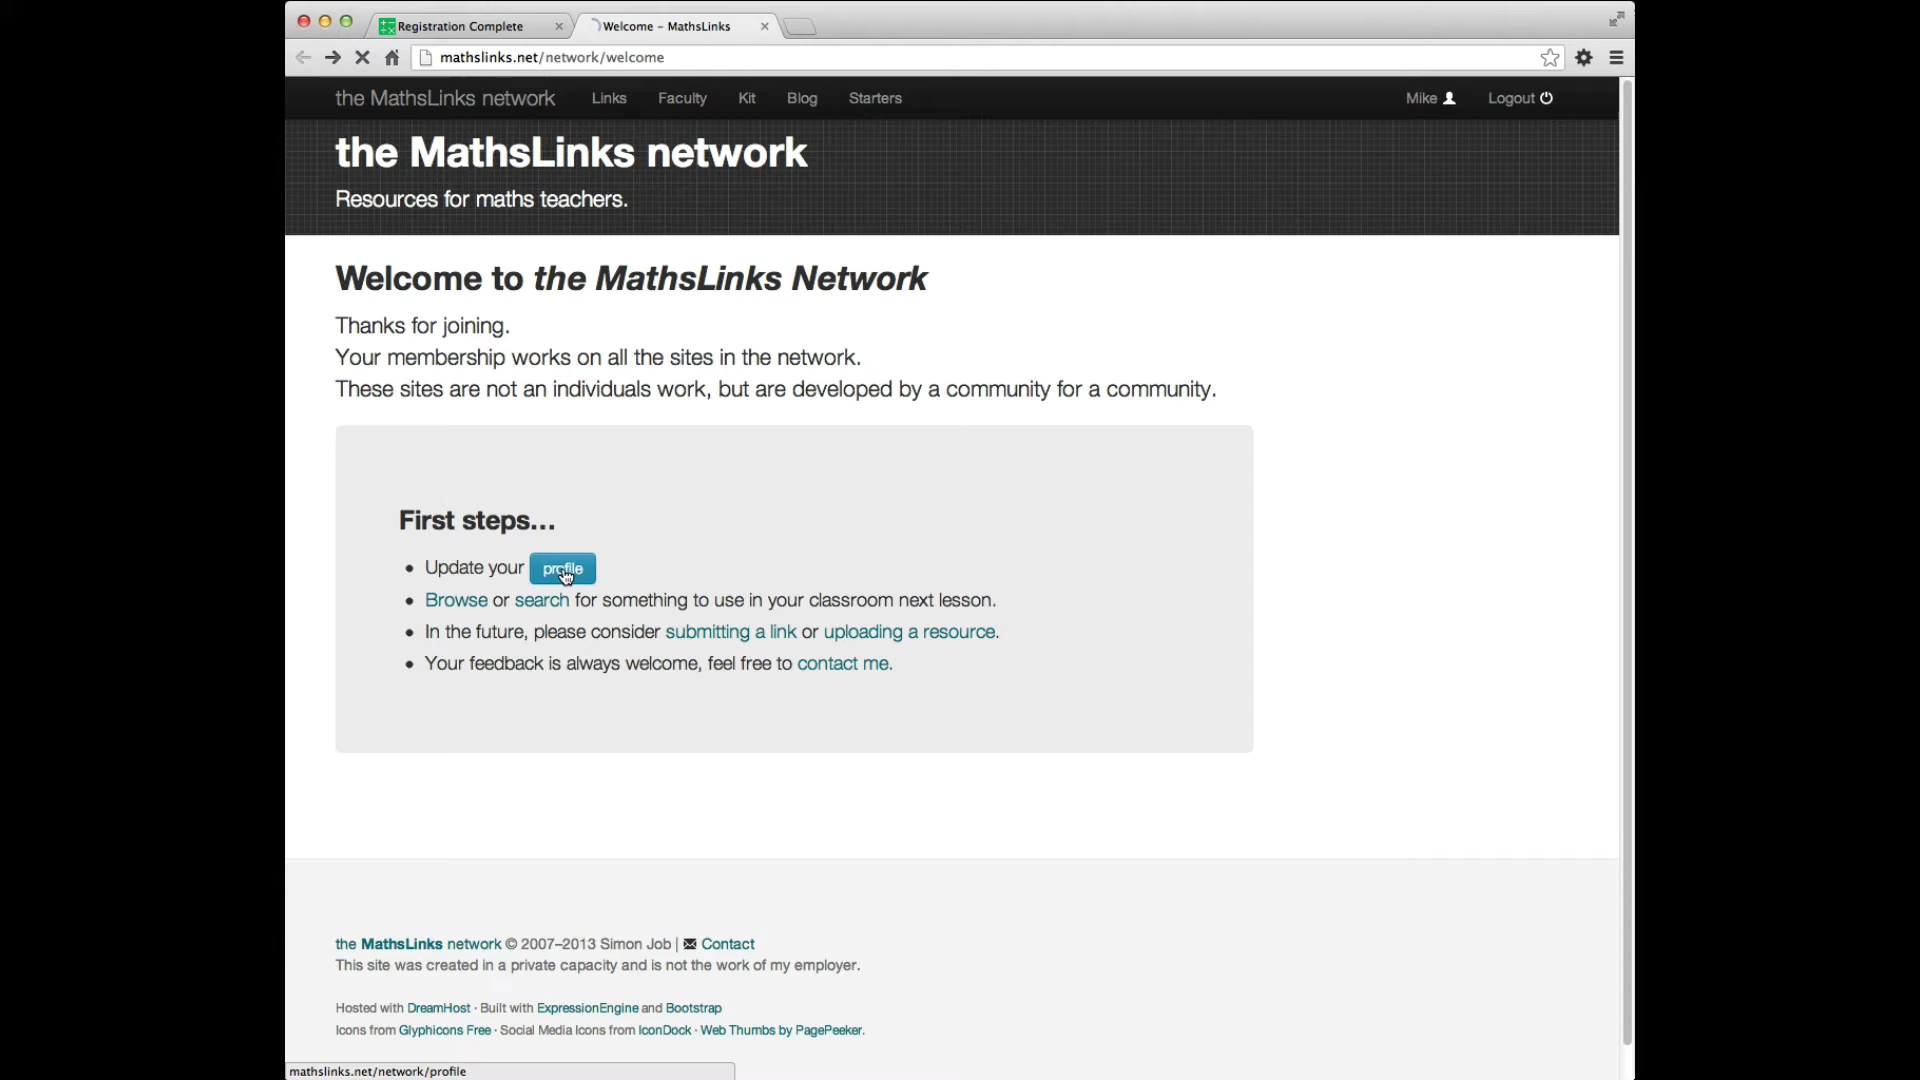 Registration Complete
Welcome – MathsLinks
mathslinks.net/network/welcome
the MathsLinks network Links Faculty Kit Blog Starters Mike Logout
the MathsLinks network
Resources for maths teachers.
Welcome to the MathsLinks Network
Thanks for joining.
Your membership works on all the sites in the network.
These sites are not an individuals work, but are developed by a community for a community.
First steps…
Update your profile
Browse or search for something to use in your classroom next lesson.
In the future, please consider submitting a link or uploading a resource.
Your feedback is always welcome, feel free to contact me.
the MathsLinks network © 2007–2013 Simon Job | Contact
This site was created in a private capacity and is not the work of my employer.
Hosted with DreamHost · Built with ExpressionEngine and Bootstrap
Icons from Glyphicons Free · Social Media Icons from IconDock · Web Thumbs by PagePeeker.
mathslinks.net/network/profile